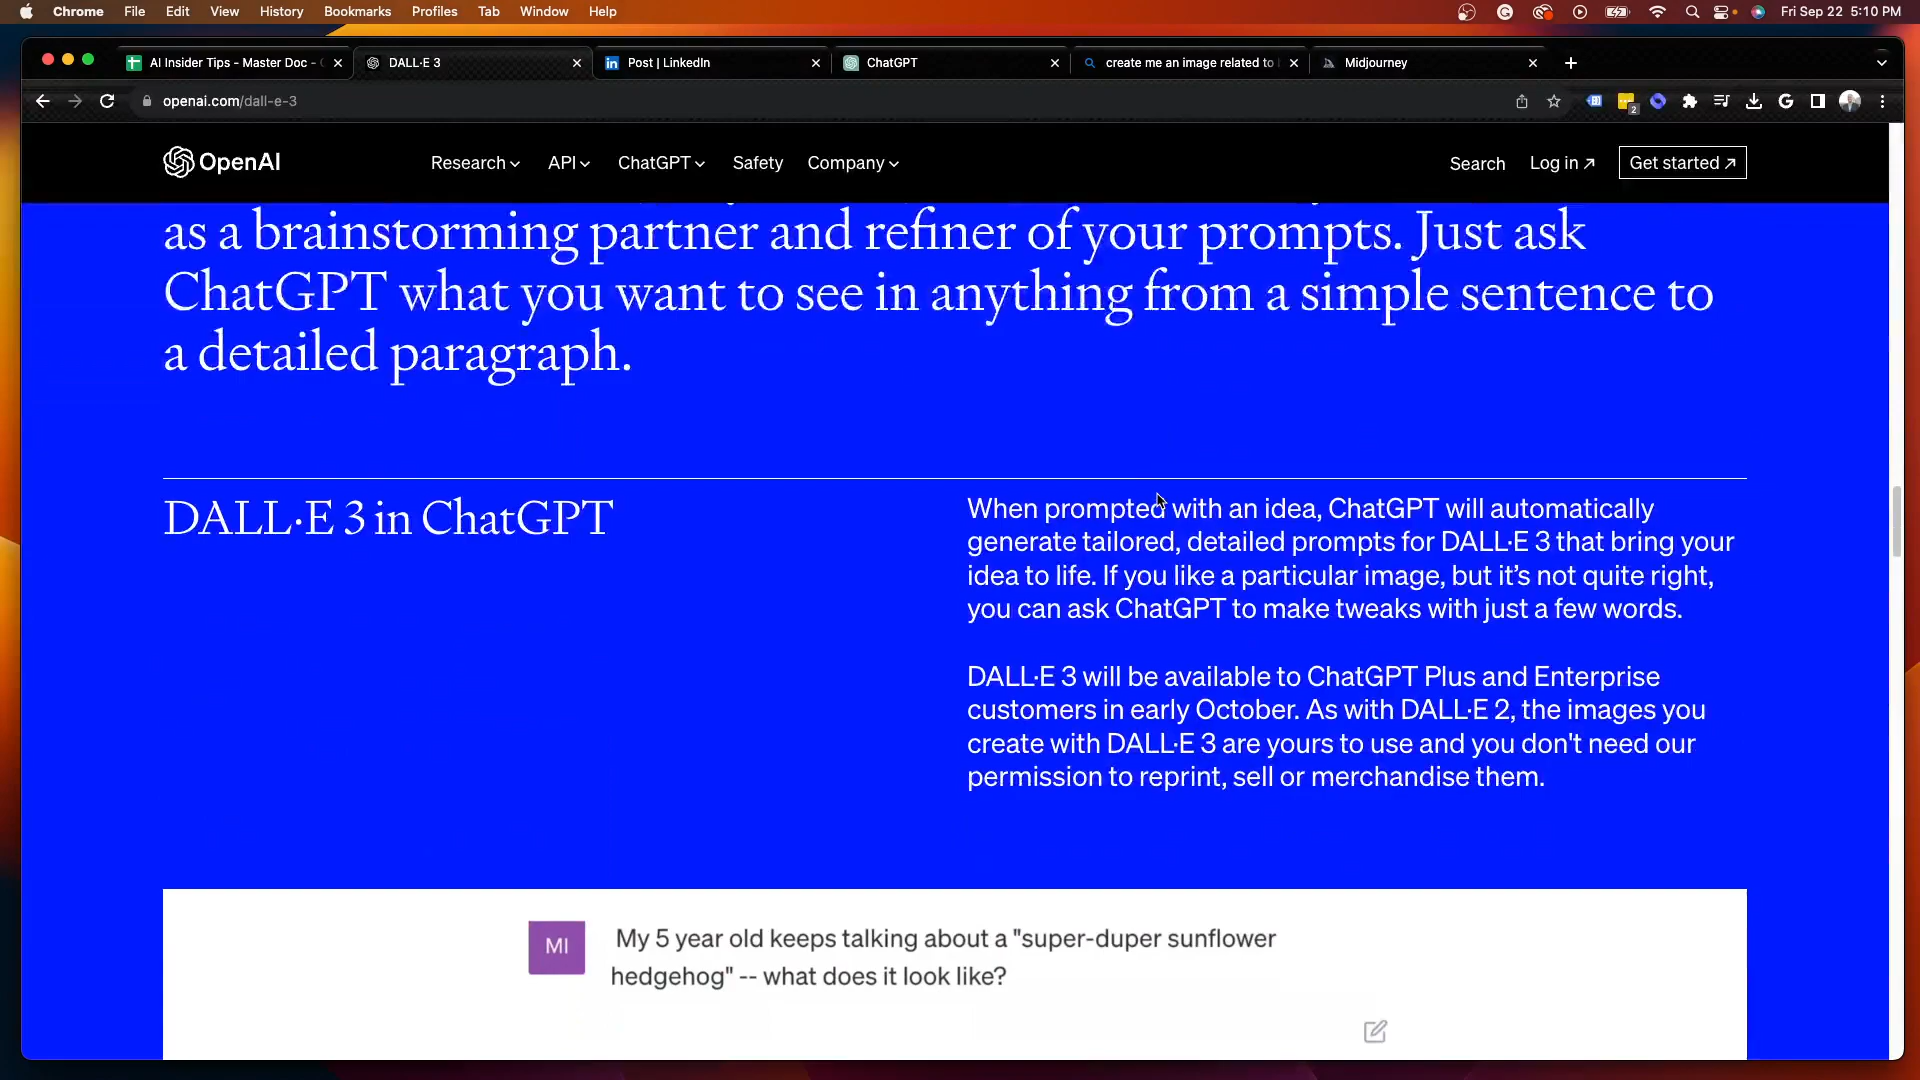 Chrome File Edit View History Bookmarks Profiles Tab Window Help Fri Sep 22 5:10 PM
AI Insider Tips - Master Doc - DALL·E 3 Post | LinkedIn ChatGPT create me an image related to Midjourney
openai.com/dall-e-3
2
OpenAI Research API ChatGPT Safety Company Search Log in ↗ Get started ↗
as a brainstorming partner and refiner of your prompts. Just ask
ChatGPT what you want to see in anything from a simple sentence to
a detailed paragraph.
DALL·E 3 in ChatGPT
When prompted with an idea, ChatGPT will automatically
generate tailored, detailed prompts for DALL·E 3 that bring your
idea to life. If you like a particular image, but it’s not quite right,
you can ask ChatGPT to make tweaks with just a few words.
DALL·E 3 will be available to ChatGPT Plus and Enterprise
customers in early October. As with DALL·E 2, the images you
create with DALL·E 3 are yours to use and you don't need our
permission to reprint, sell or merchandise them.
MI
My 5 year old keeps talking about a "super-duper sunflower
hedgehog" -- what does it look like?